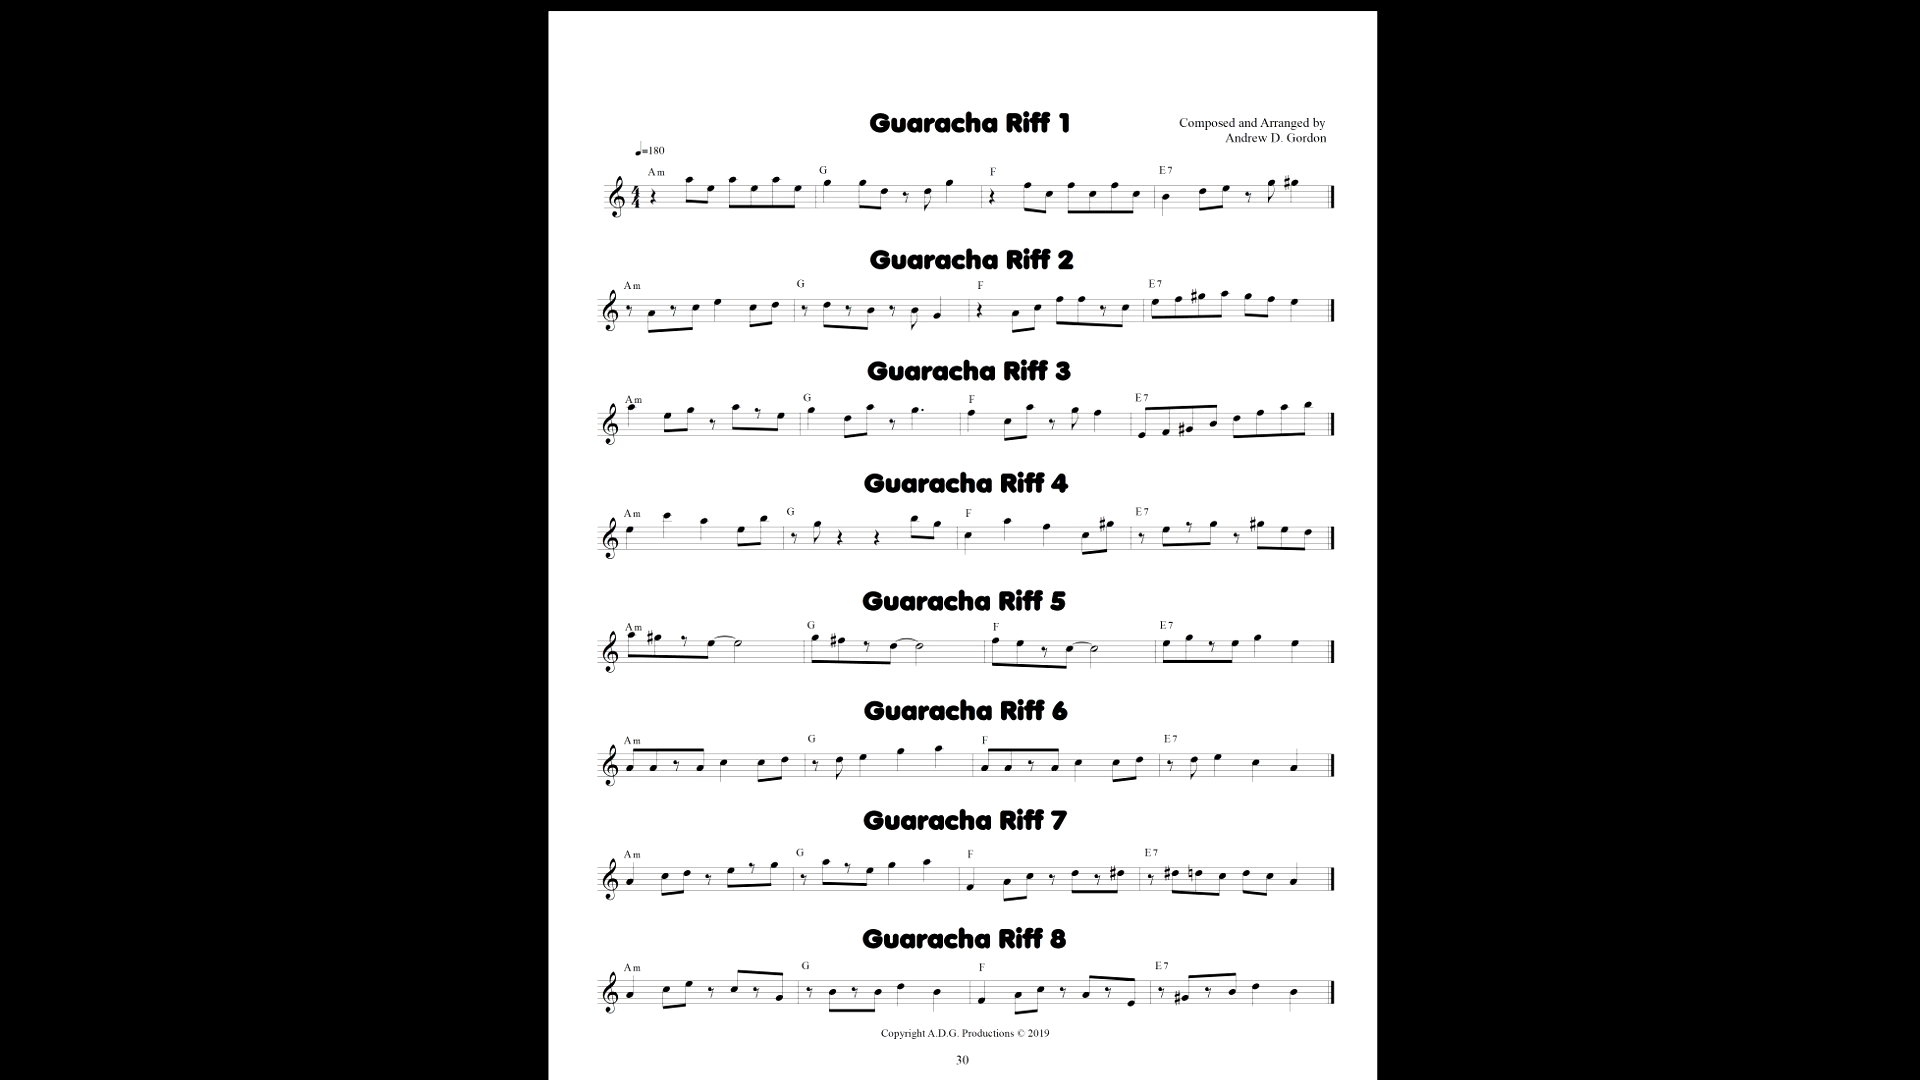 Guaracha Riff 1
Composed and Arranged by
Andrew D. Gordon
=180
Am G F E7
4
4
Guaracha Riff 2
Am G F E7
Guaracha Riff 3
Am G F E7
Guaracha Riff 4
Am G F E7
Guaracha Riff 5
Am G F E7
Guaracha Riff 6
Am G F E7
Guaracha Riff 7
Am G F E7
Guaracha Riff 8
Am G F E7
Copyright A.D.G. Productions © 2019
30